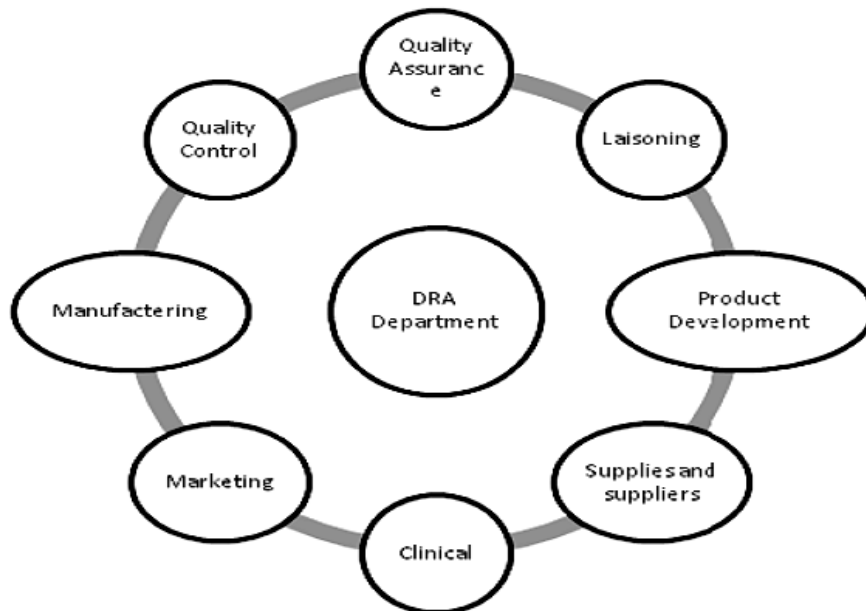 Quality
Assuranc
e
Laisoning
Quality
Control
Manufactering
DRA
Department
Product
Development
Marketing
Supplies and
suppliers
Clinical